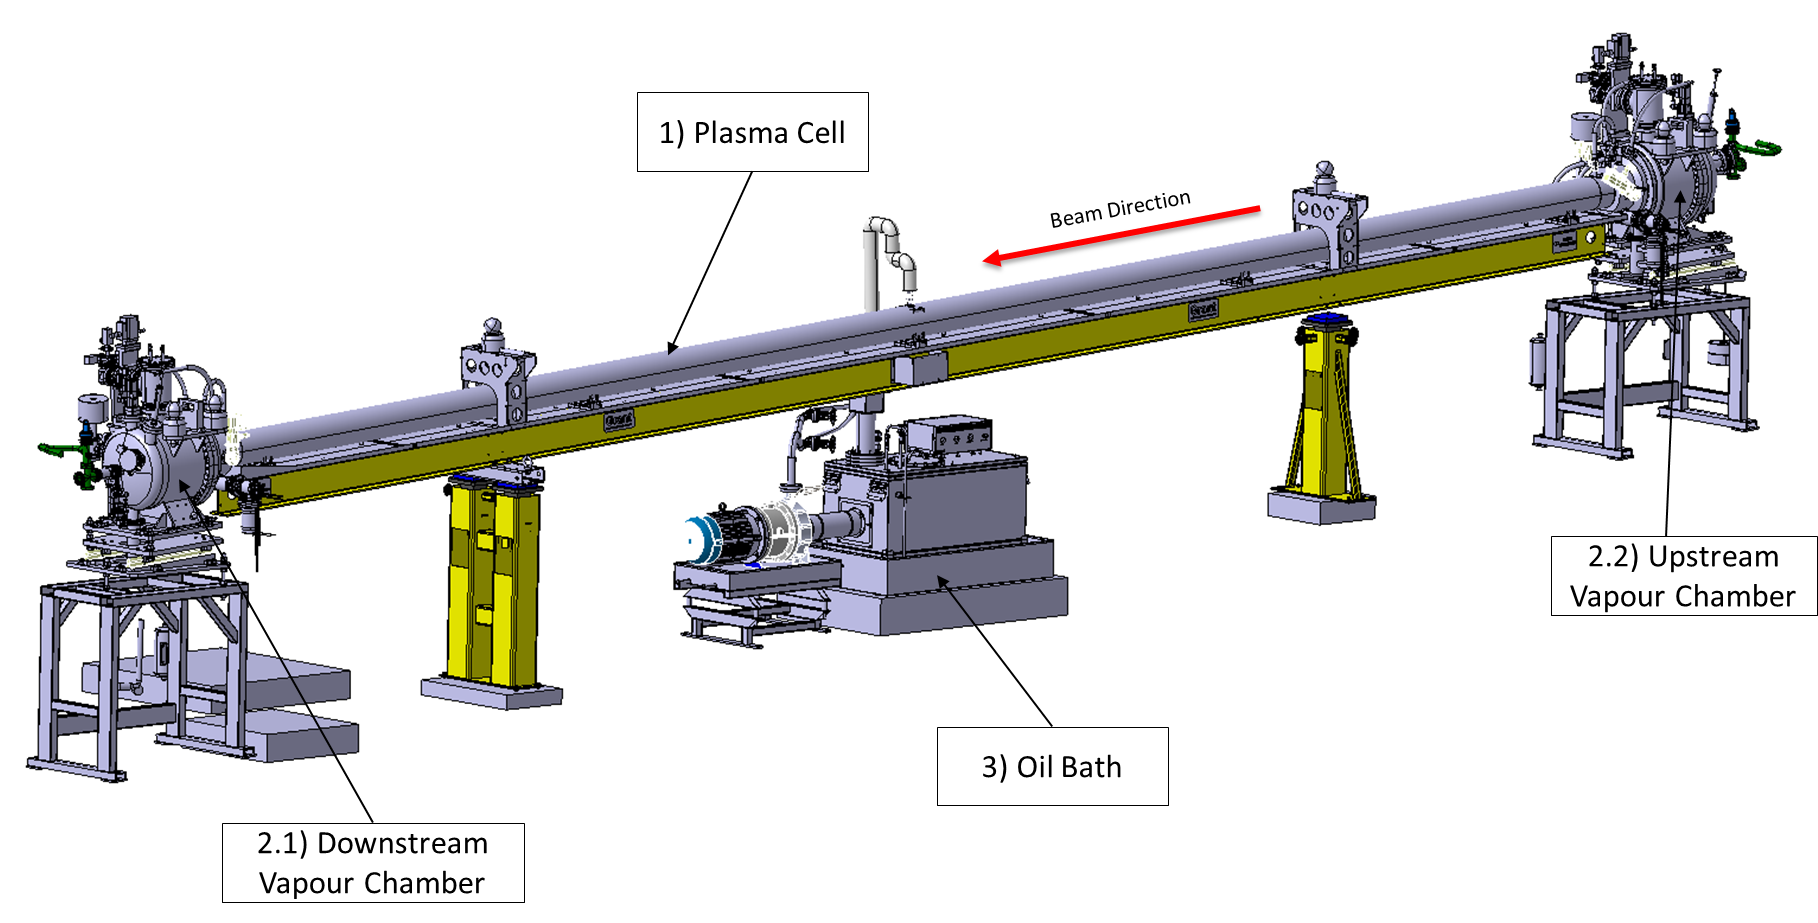 1) Plasma Cell
Beam Direction
2.2) Upstream
Vapour Chamber
3) Oil Bath
2.1) Downstream
Vapour Chamber